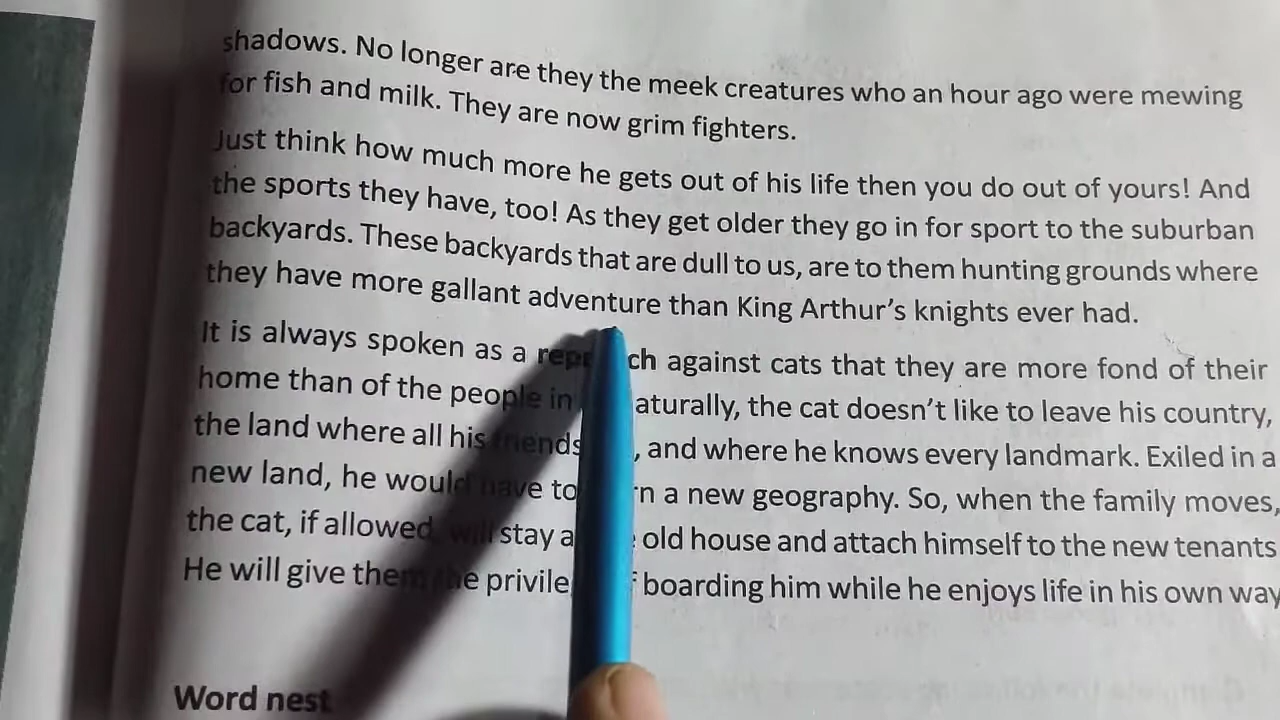 shadows. No longer are they the meek creatures who an hour ago were mewing
for fish and milk. They are now grim fighters.
Just think how much more he gets out of his life then you do out of yours! And
the sports they have, too! As they get older they go in for sport to the suburban
backyards. These backyards that are dull to us, are to them hunting grounds where
they have more gallant adventure than King Arthur's knights ever had.
It is always spoken as a against cats that they are more fond of their
home than of the people in the cat doesn't like to leave his country,
the land where all his friends , and where he knows every landmark. Exiled in a
new land, he would have to a new geography. So, when the family moves,
the cat, if allowed, will stay old house and attach himself to the new tenants
He will give them the boarding him while he enjoys life in his own way
Word nest